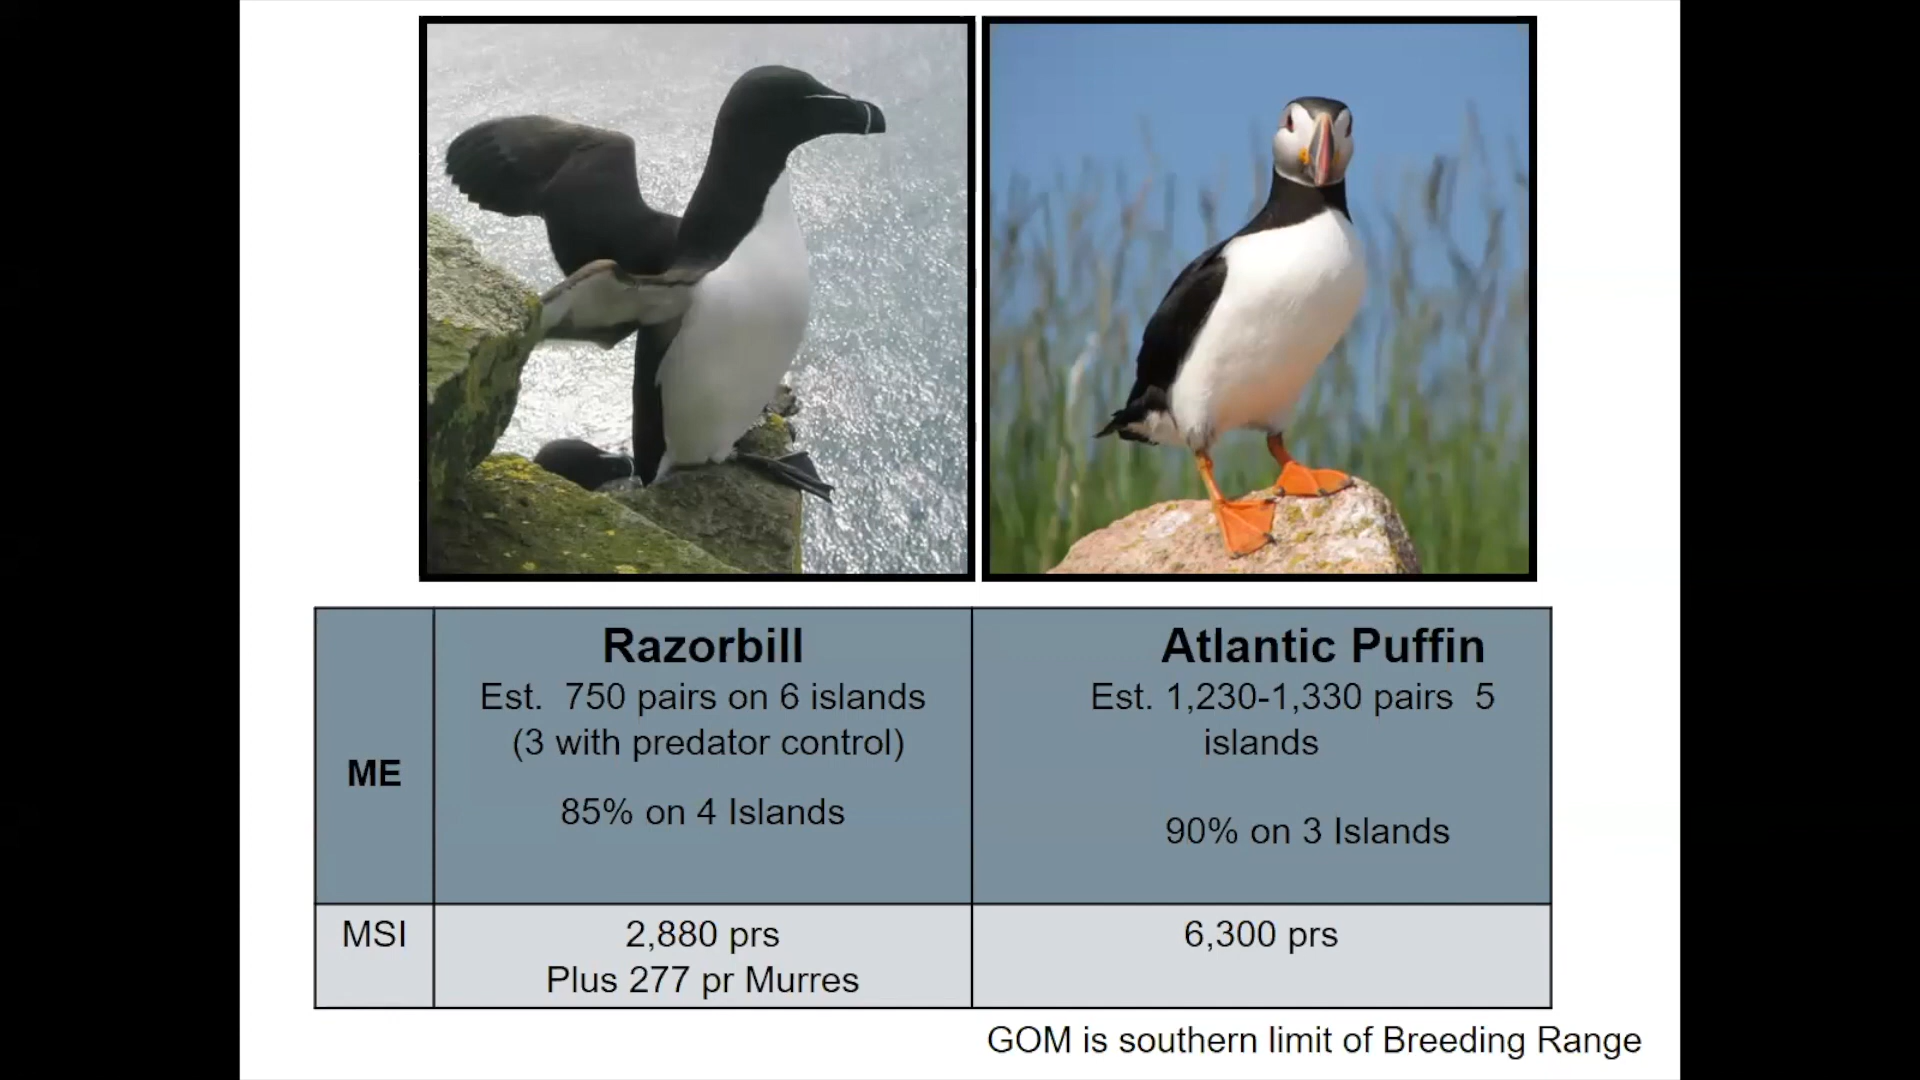 Razorbill
Est. 750 pairs on 6 islands
(3 with predator control)
85% on 4 Islands
Atlantic Puffin
Est. 1,230-1,330 pairs 5
islands
90% on 3 Islands
ME
MSI
2,880 prs
Plus 277 pr Murres
6,300 prs
GOM is southern limit of Breeding Range